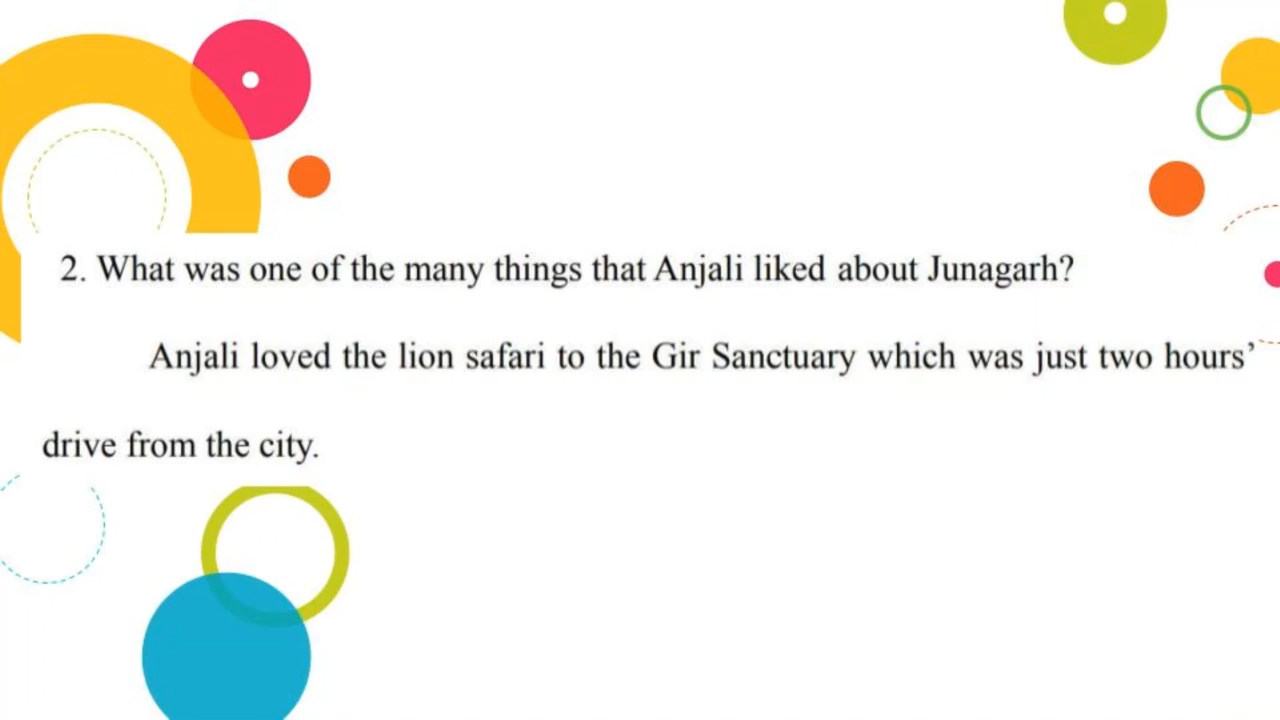 2. What was one of the many things that Anjali liked about Junagarh?
Anjali loved the lion safari to the Gir Sanctuary which was just two hours’
drive from the city.